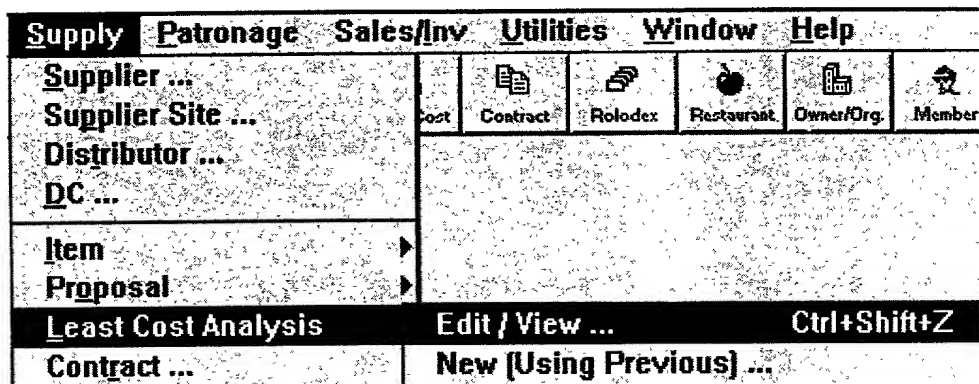 Supply Patronage Sales/Inv Utilities Window Help
Supplier ...
Supplier Site ...
Distributor ...
DC ...
Cost Contract Rolodex Restaurant Owner/Org. Member
Item
Proposal
Least Cost Analysis Edit / View ... Ctrl+Shift+Z
Contract ... New (Using Previous) ...